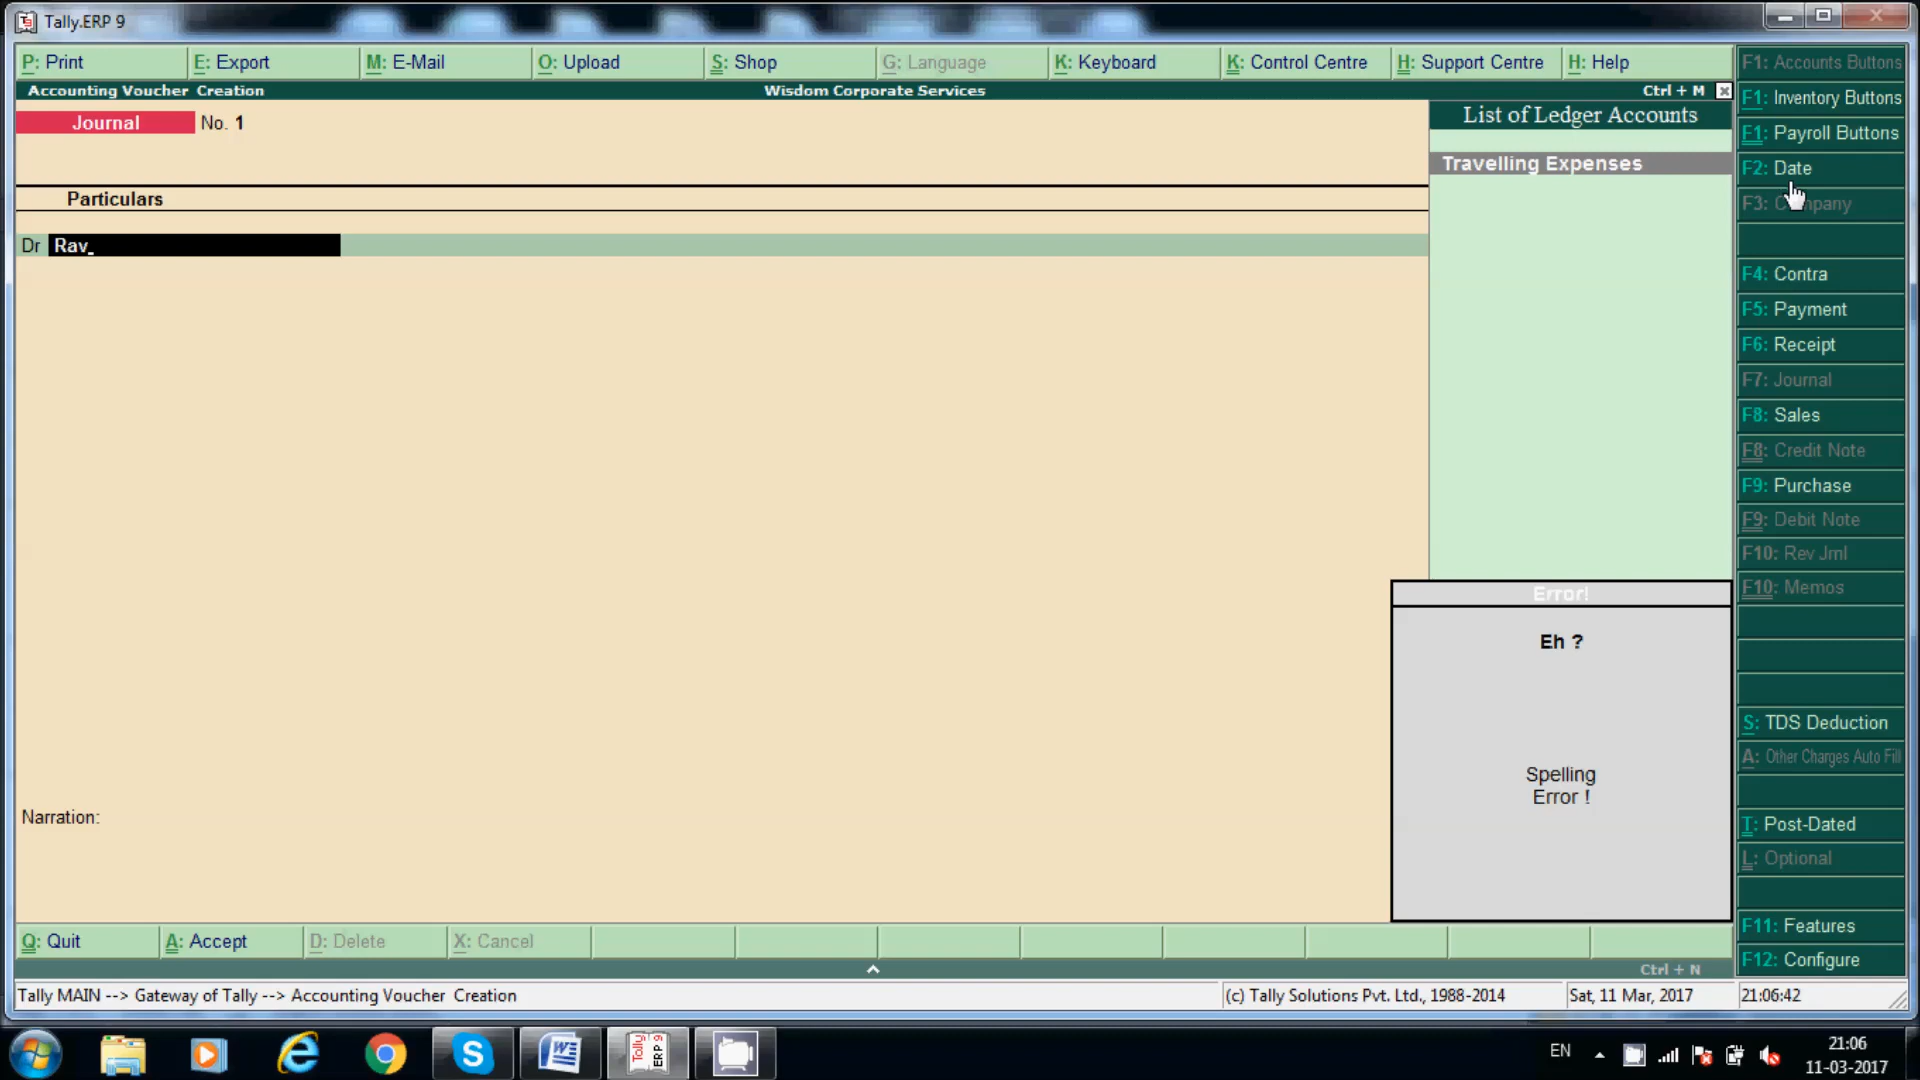 Tally.ERP 9
P: Print
E: Export
M: E-Mail
O: Upload
S: Shop
G: Language
K: Keyboard
K: Control Centre
H: Support Centre
H: Help
Accounting Voucher Creation
Wisdom Corporate Services
Ctrl + M
Journal No. 1
Particulars
Dr Rav_
Narration:
List of Ledger Accounts
Travelling Expenses
Error!
Eh ?
Spelling
Error !
F1: Accounts Buttons
F1: Inventory Buttons
F1: Payroll Buttons
F2: Date
F3: Company
F4: Contra
F5: Payment
F6: Receipt
F7: Journal
F8: Sales
F8: Credit Note
F9: Purchase
F9: Debit Note
F10: Rev Jrnl
F10: Memos
S: TDS Deduction
A: Other Charges Auto Fill
T: Post-Dated
L: Optional
F11: Features
F12: Configure
Q: Quit
A: Accept
D: Delete
X: Cancel
Ctrl + N
Tally MAIN --> Gateway of Tally --> Accounting Voucher Creation
(c) Tally Solutions Pvt. Ltd., 1988-2014
Sat, 11 Mar, 2017
21:06:42
Tally
ERP 9
EN
21:06
11-03-2017